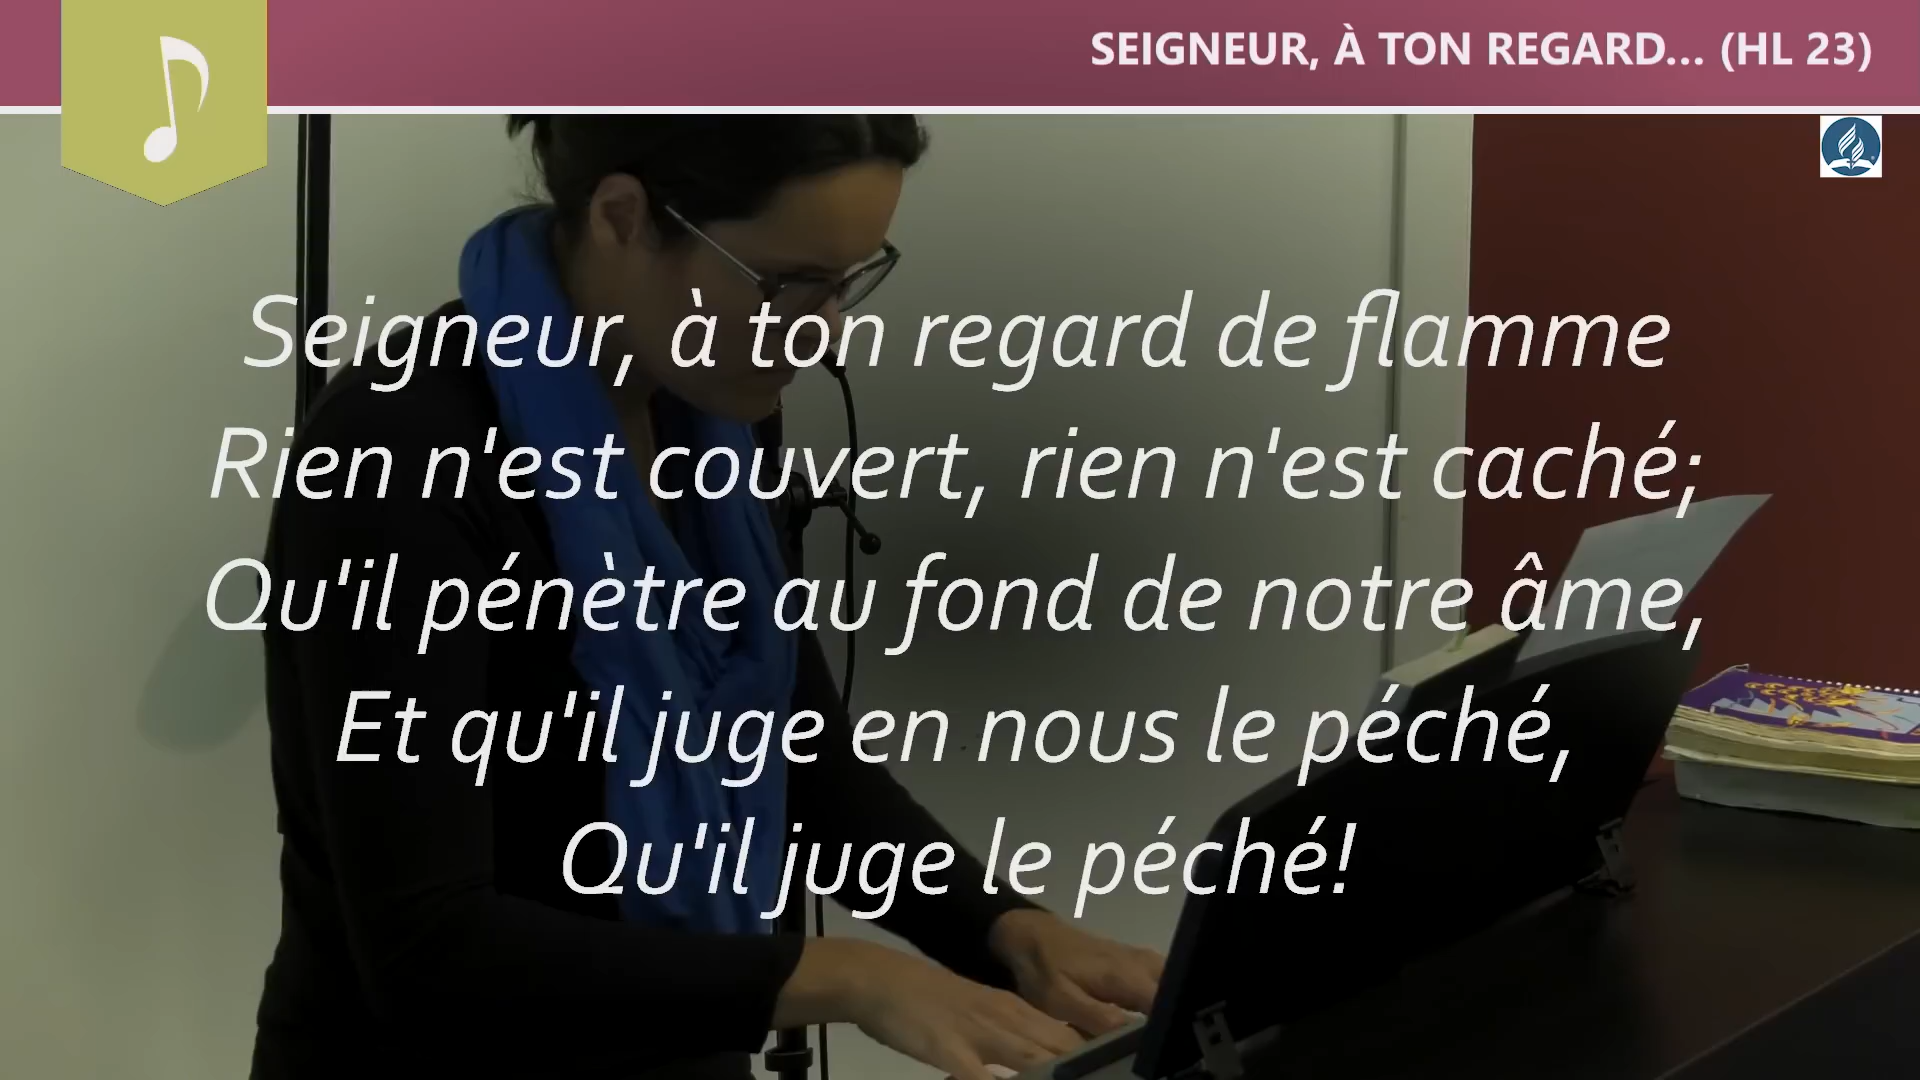 SEIGNEUR, À TON REGARD... (HL 23)
Seigneur, à ton regard de flamme
Rien n'est couvert, rien n'est caché;
Qu'il pénètre au fond de notre âme,
Et qu'il juge en nous le péché,
Qu'il juge le péché!